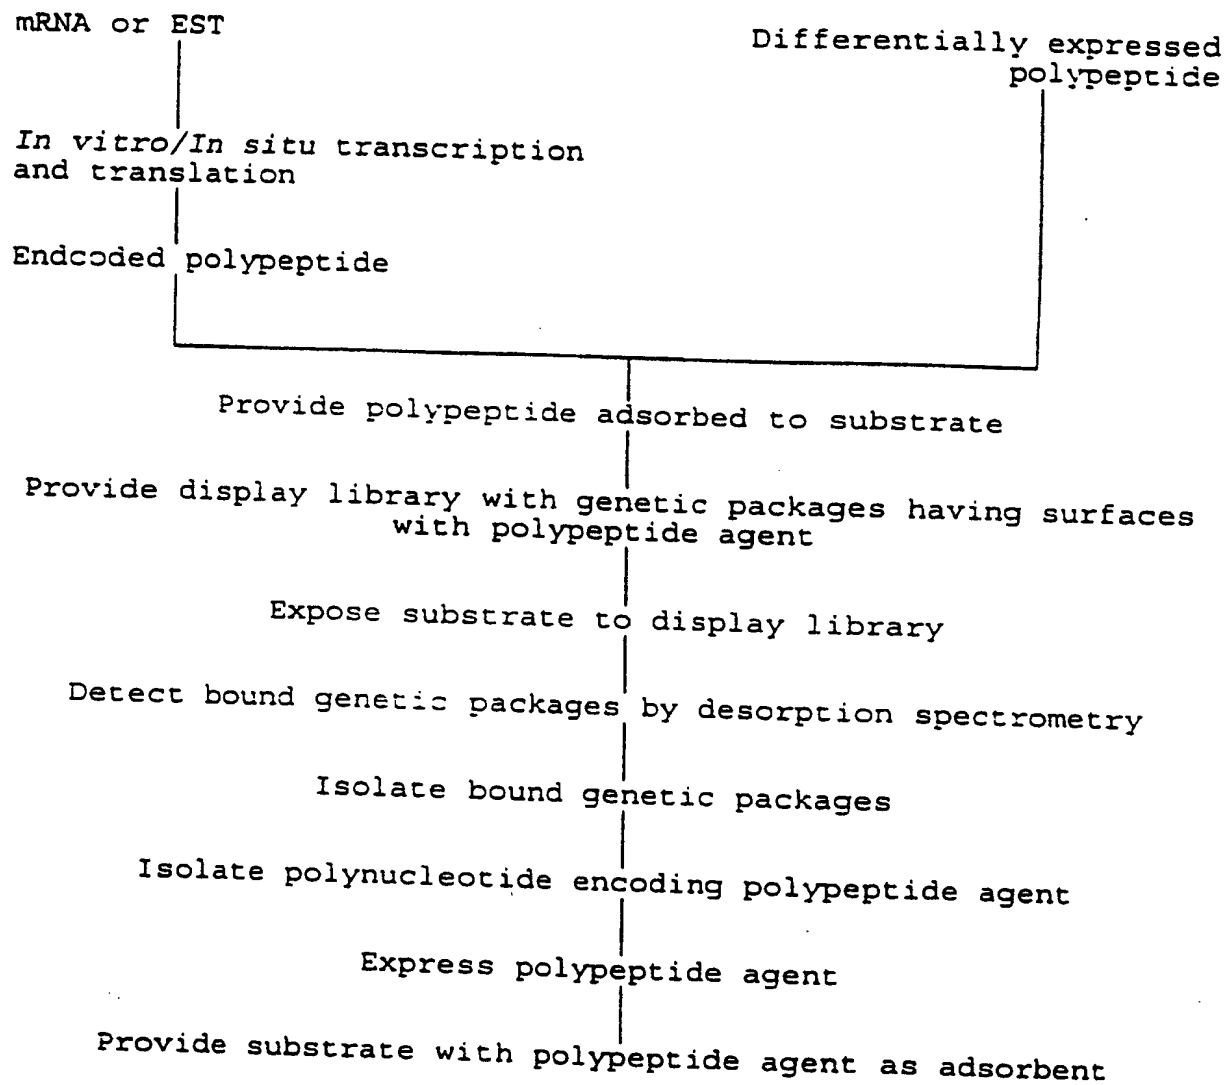 mRNA or EST
Differentially expressed
polypeptide
In vitro/In situ transcription
and translation
Endcoded polypeptide
Provide polypeptide adsorbed to substrate
Provide display library with genetic packages having surfaces
with polypeptide agent
Expose substrate to display library
Detect bound genetic packages by desorption spectrometry
Isolate bound genetic packages
Isolate polynucleotide encoding polypeptide agent
Express polypeptide agent
Provide substrate with polypeptide agent as adsorbent